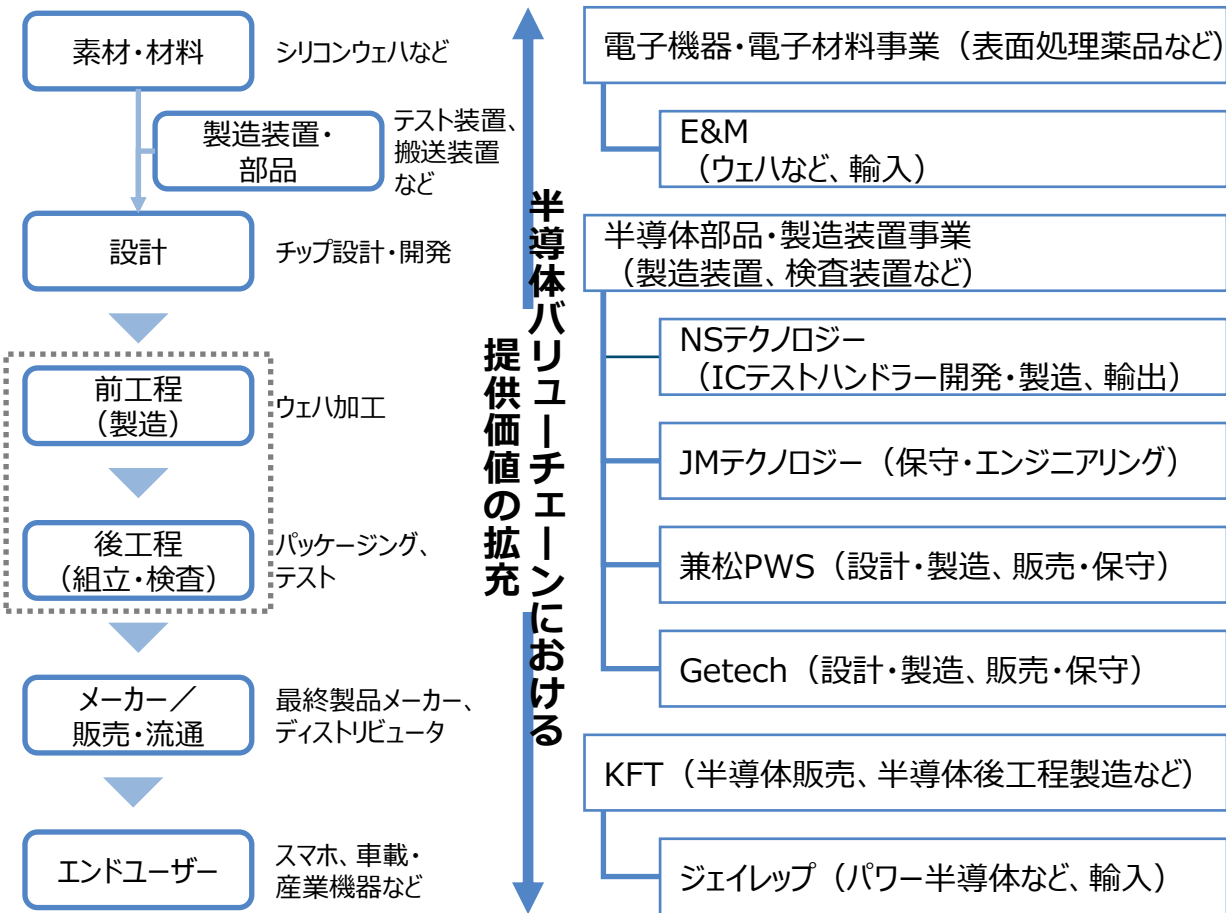 素材・材料
シリコンウェハなど
製造装置・
部品
テスト装置、
搬送装置
など
設計
チップ設計・開発
前工程
（製造）
ウェハ加工
後工程
（組立・検査）
パッケージング、
テスト
メーカー／
販売・流通
最終製品メーカー、
ディストリビュータ
エンドユーザー
スマホ、車載・
産業機器など
半導体バリューチェーンにおける
提供価値の拡充
電子機器・電子材料事業（表面処理薬品など）
E&M
（ウェハなど、輸入）
半導体部品・製造装置事業
（製造装置、検査装置など）
NSテクノロジー
（ICテストハンドラー開発・製造、輸出）
JMテクノロジー（保守・エンジニアリング）
兼松PWS（設計・製造、販売・保守）
Getech（設計・製造、販売・保守）
KFT（半導体販売、半導体後工程製造など）
ジェイレップ（パワー半導体など、輸入）